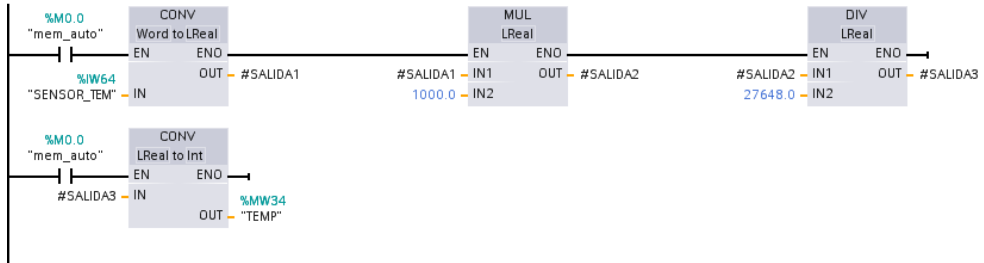 %M0.0 CONV MUL DIV
"mem_auto" Word to LReal LReal LReal
EN ENO EN ENO EN ENO
%IW64 OUT #SALIDA1 #SALIDA1 IN1 OUT #SALIDA2 #SALIDA2 IN1 OUT #SALIDA3
"SENSOR_TEM" IN 1000.0 IN2 27648.0 IN2
%M0.0 CONV
"mem_auto" LReal to Int
EN ENO
#SALIDA3 IN %MW34
OUT "TEMP"